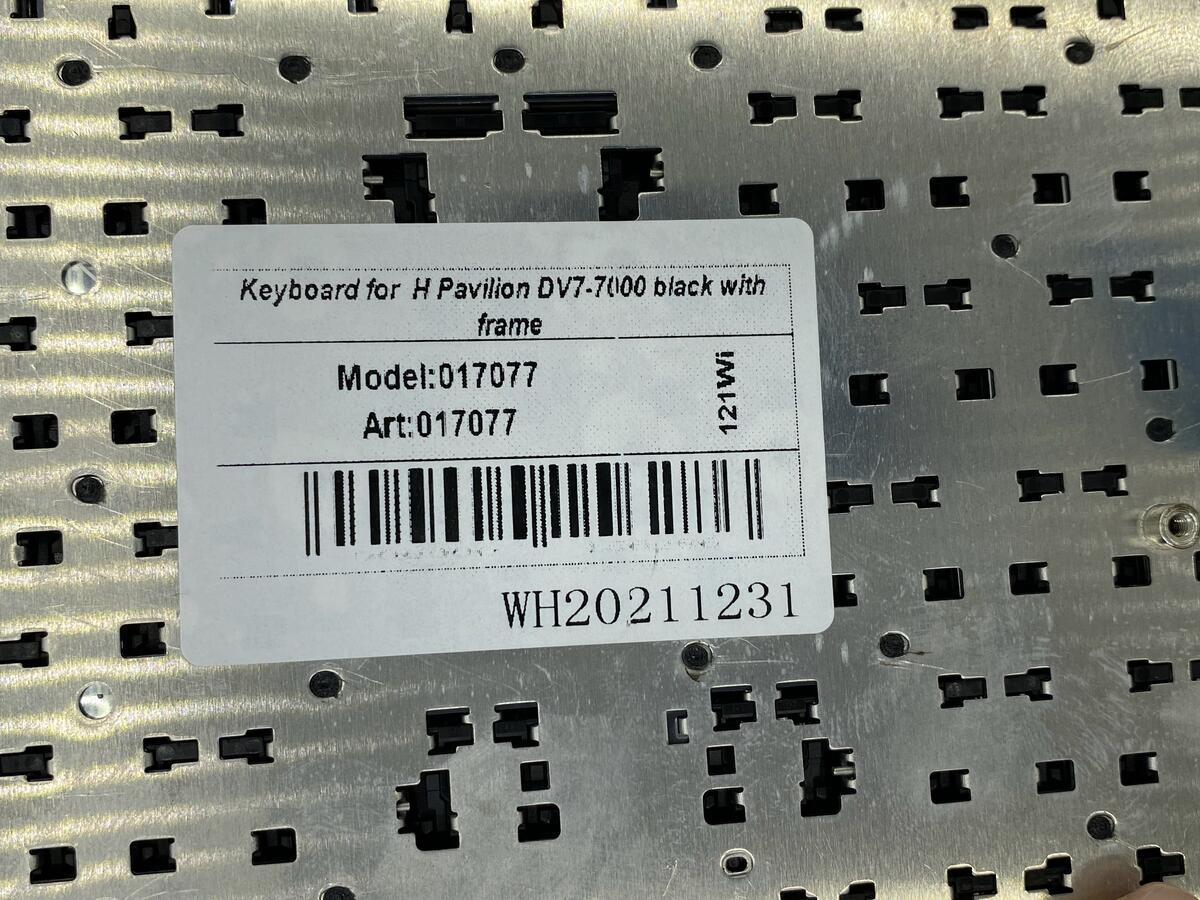 Keyboard for H Pavilion DV7-7000 black with
frame
Model:017077
Art:017077
121Wi
WH20211231